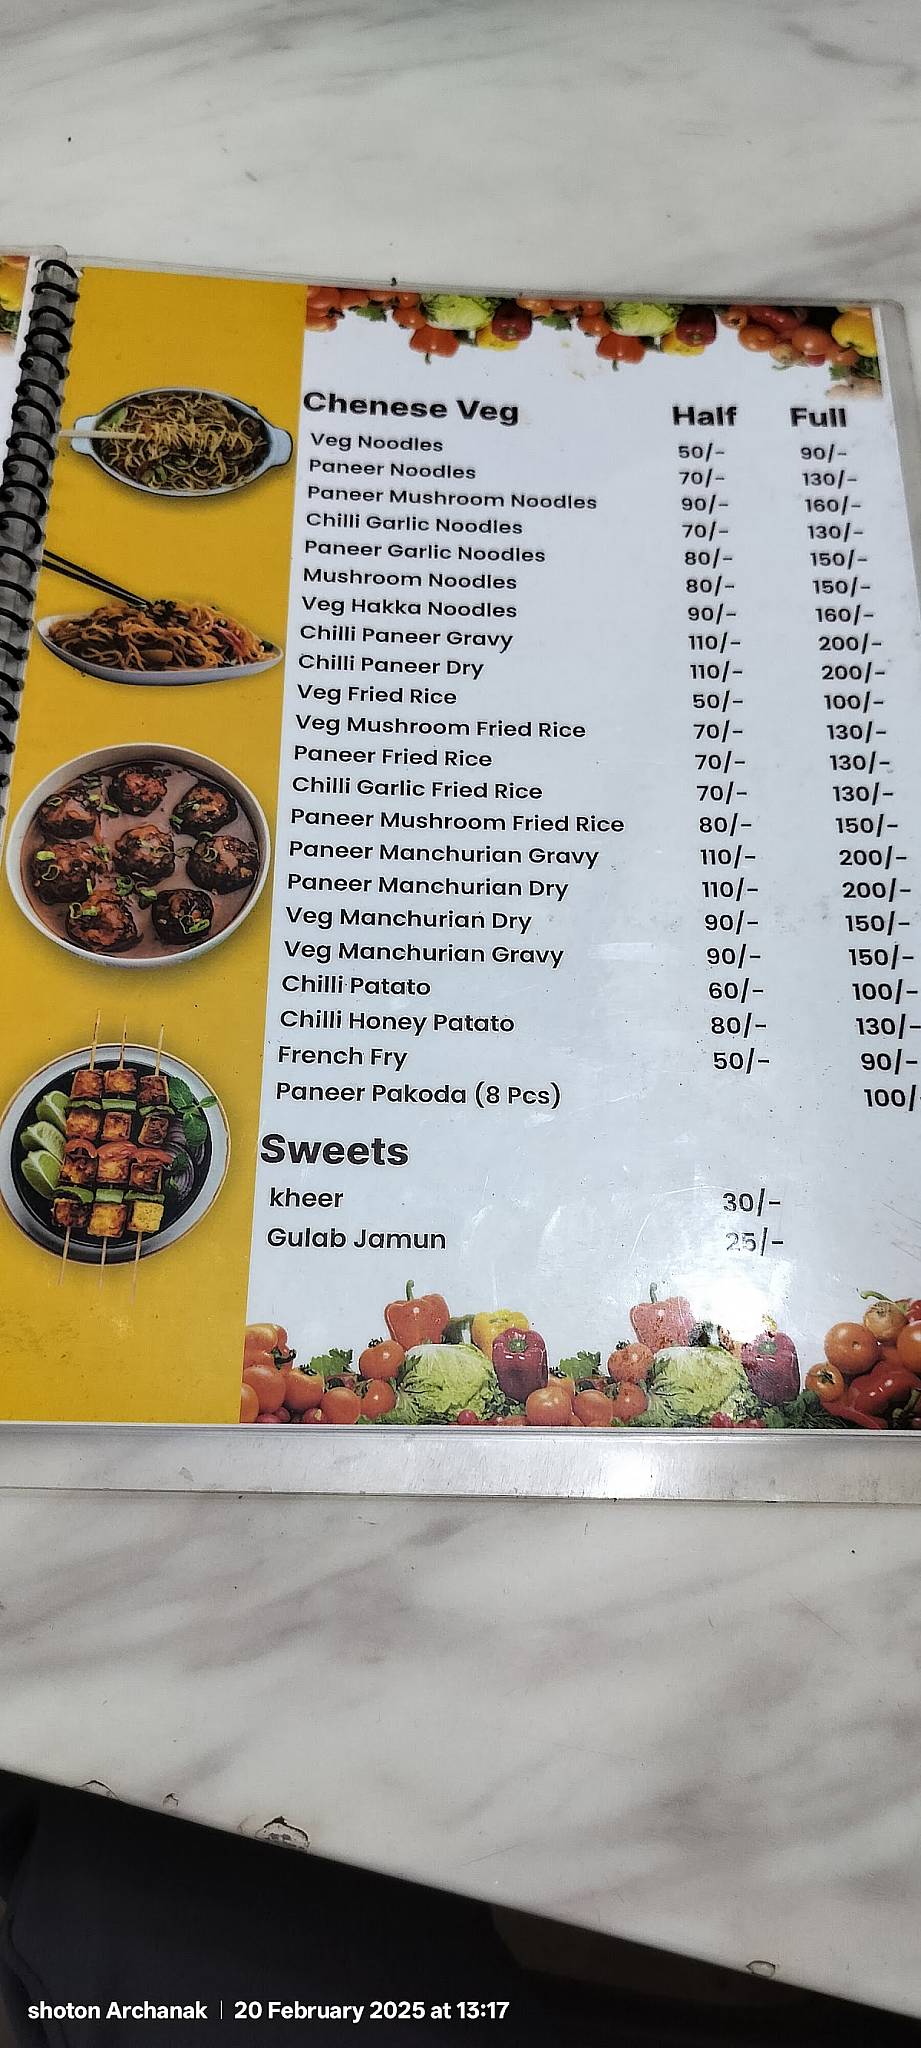 Chenese Veg Half Full
Veg Noodles 50/- 90/-
Paneer Noodles 70/- 130/-
Paneer Mushroom Noodles 90/- 160/-
Chilli Garlic Noodles 70/- 130/-
Paneer Garlic Noodles 80/- 150/-
Mushroom Noodles 80/- 150/-
Veg Hakka Noodles 90/- 160/-
Chilli Paneer Gravy 110/- 200/-
Chilli Paneer Dry 110/- 200/-
Veg Fried Rice 50/- 100/-
Veg Mushroom Fried Rice 70/- 130/-
Paneer Fried Rice 70/- 130/-
Chilli Garlic Fried Rice 70/- 130/-
Paneer Mushroom Fried Rice 80/- 150/-
Paneer Manchurian Gravy 110/- 200/-
Paneer Manchurian Dry 110/- 200/-
Veg Manchurian Dry 90/- 150/-
Veg Manchurian Gravy 90/- 150/-
Chilli Patato 60/- 100/-
Chilli Honey Patato 80/- 130/-
French Fry 50/- 90/-
Paneer Pakoda (8 Pcs) 100/-
Sweets
kheer 30/-
Gulab Jamun 25/-
shoton Archanak | 20 February 2025 at 13:17